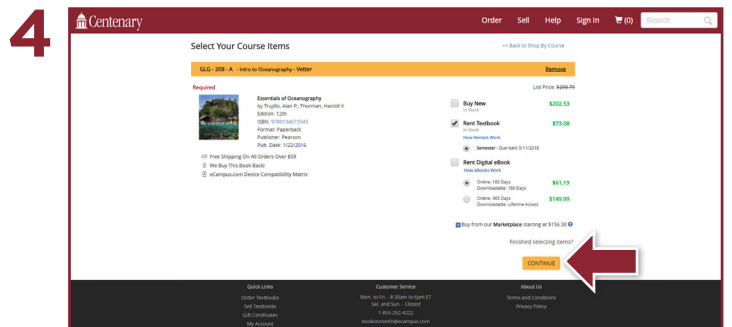 4
Centenary
Order Sell Help Sign In (0) Search
Select Your Course Items
<< Back to Shop By Course
GLG - 208 - A - Intro to Oceanography - Vetter
Remove
Required
List Price: $208.79
Essentials of Oceanography
by Trujillo, Alan P.; Thurman, Harold V.
Edition: 12th
ISBN: 9780134073545
Format: Paperback
Publisher: Pearson
Pub. Date: 1/22/2016
Free Shipping On All Orders Over $59
We Buy This Book Back!
eCampus.com Device Compatibility Matrix
Buy New $202.53
In Stock
Rent Textbook $73.08
In Stock
How Rentals Work
Semester - Due back 5/11/2018
Rent Digital eBook
How eBooks Work
Online: 180 Days $61.19
Downloadable: 180 Days
Online: 365 Days $149.99
Downloadable: Lifetime Access
Buy from our Marketplace starting at $156.38
Finished selecting items?
CONTINUE
Quick Links
Order Textbooks
Sell Textbooks
Gift Certificates
My Account
Customer Service
Mon. to Fri. - 8:30am to 6pm ET
Sat. and Sun. - Closed
1-855-252-4222
bookstoreinfo@ecampus.com
About Us
Terms and Conditions
Privacy Policy